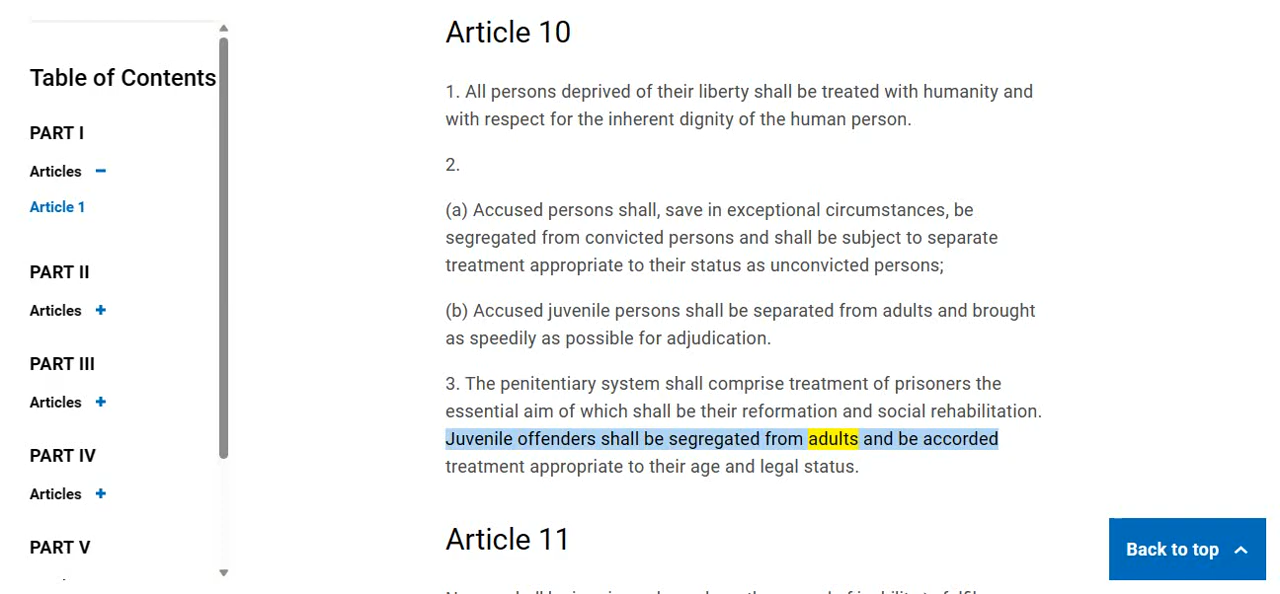 Table of Contents
PART I
Articles −
Article 1
PART II
Articles +
PART III
Articles +
PART IV
Articles +
PART V
Article 10
1. All persons deprived of their liberty shall be treated with humanity and
with respect for the inherent dignity of the human person.
2.
(a) Accused persons shall, save in exceptional circumstances, be
segregated from convicted persons and shall be subject to separate
treatment appropriate to their status as unconvicted persons;
(b) Accused juvenile persons shall be separated from adults and brought
as speedily as possible for adjudication.
3. The penitentiary system shall comprise treatment of prisoners the
essential aim of which shall be their reformation and social rehabilitation.
Juvenile offenders shall be segregated from adults and be accorded
treatment appropriate to their age and legal status.
Article 11
Back to top